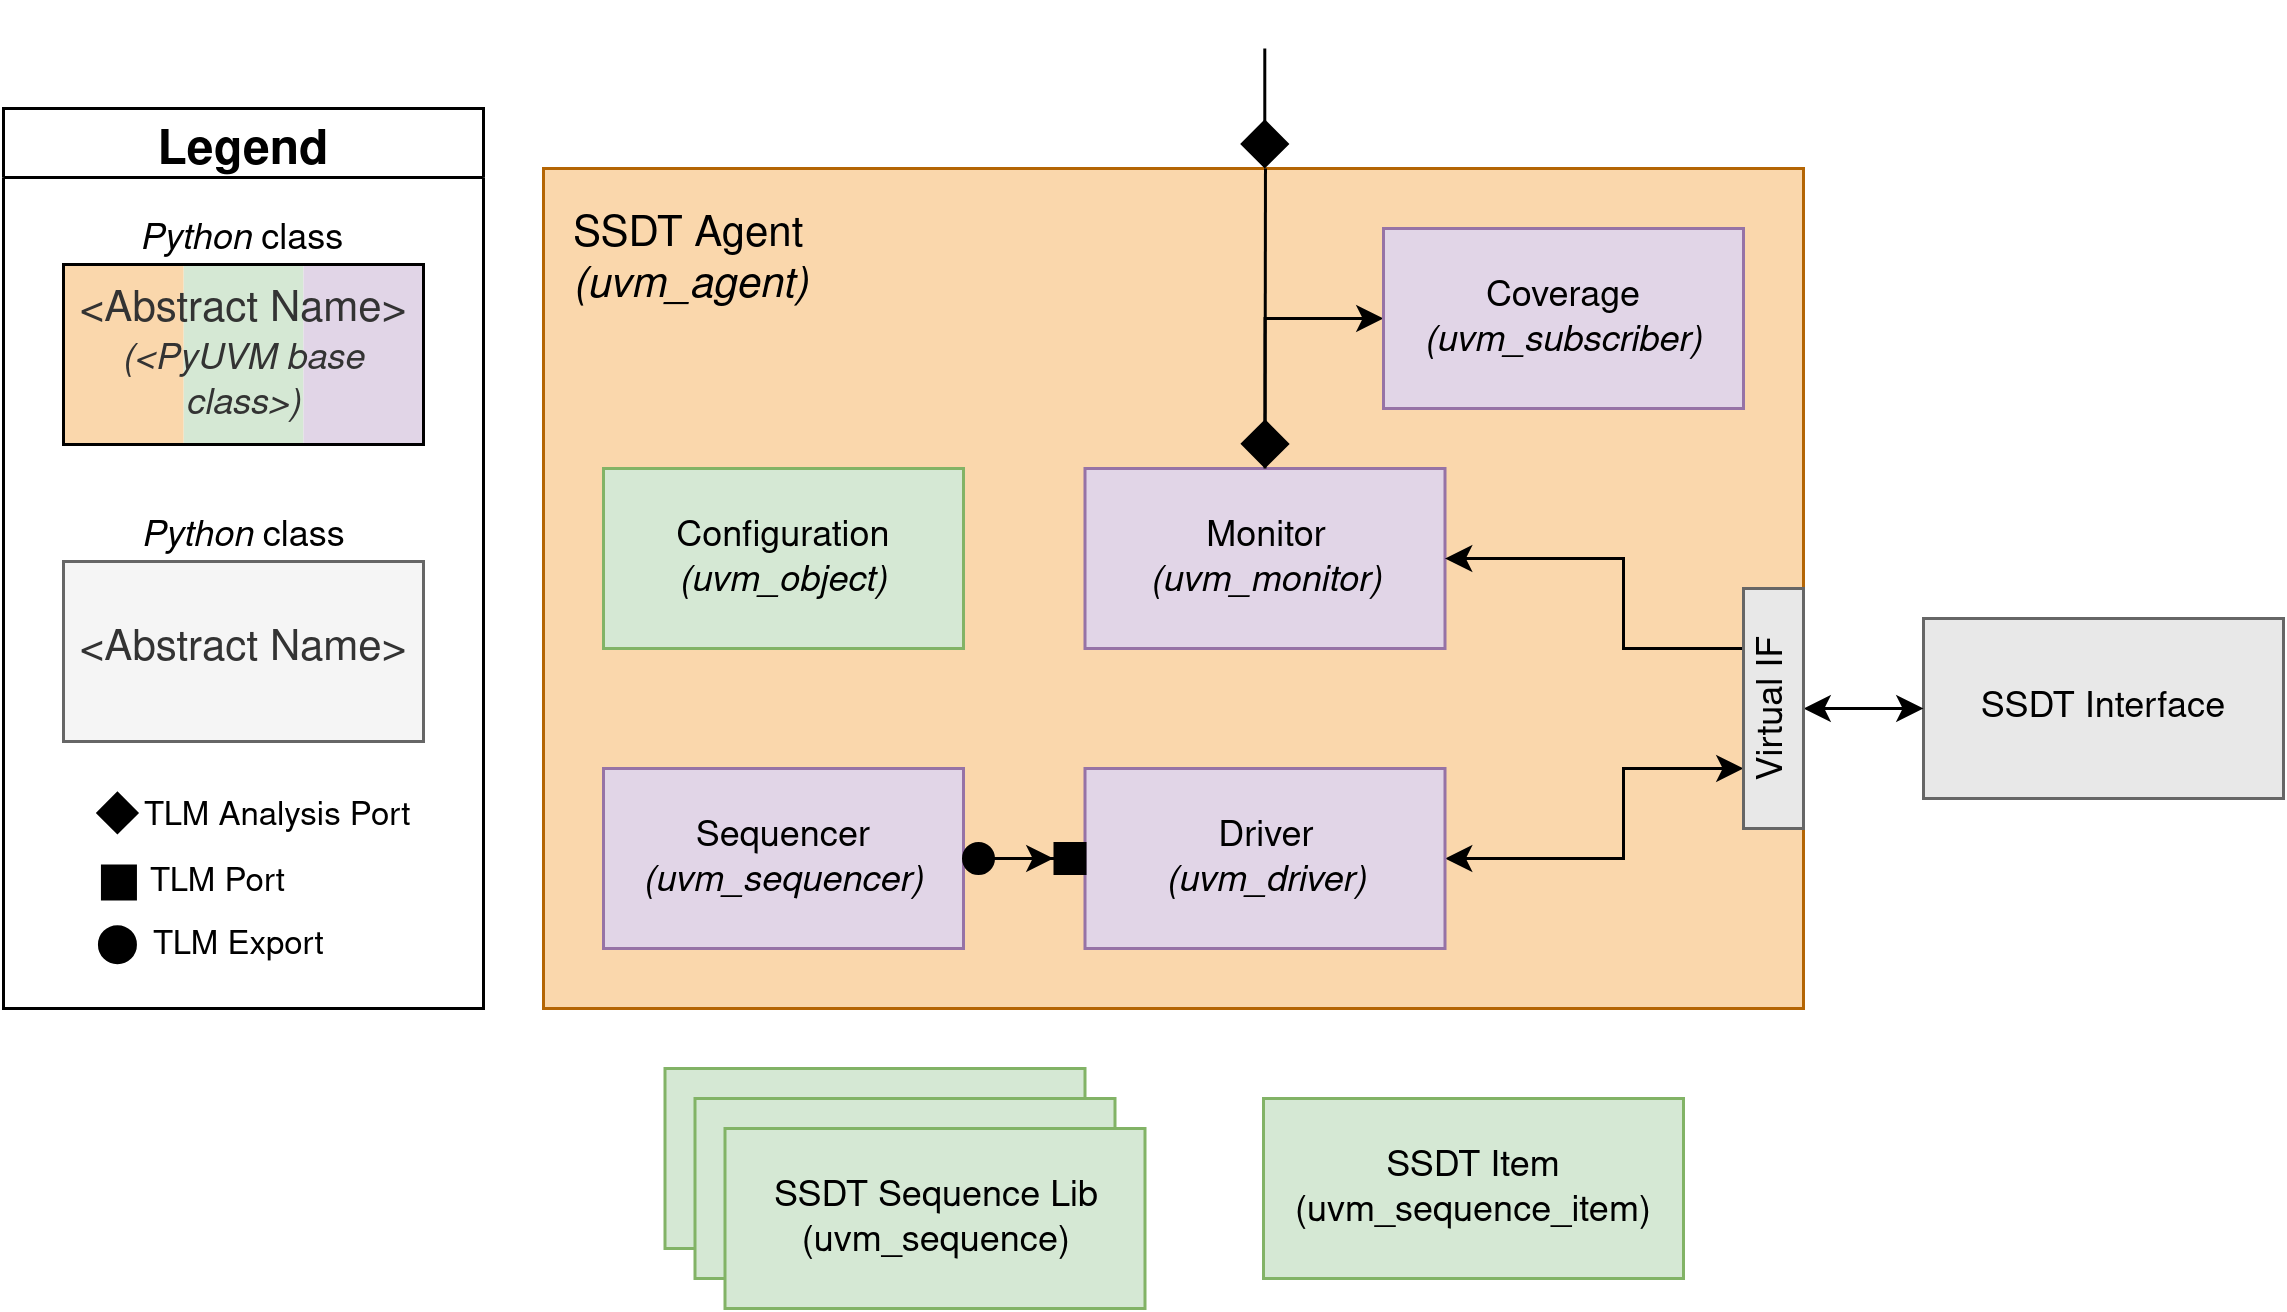 Legend
Python class
<Abstract Name>
(<PyUVM base
class>)
Python class
<Abstract Name>
TLM Analysis Port
TLM Port
TLM Export
SSDT Agent
(uvm_agent)
Coverage
(uvm_subscriber)
Configuration
(uvm_object)
Monitor
(uvm_monitor)
Sequencer
(uvm_sequencer)
Driver
(uvm_driver)
Virtual IF
SSDT Interface
SSDT Sequence Lib
(uvm_sequence)
SSDT Item
(uvm_sequence_item)